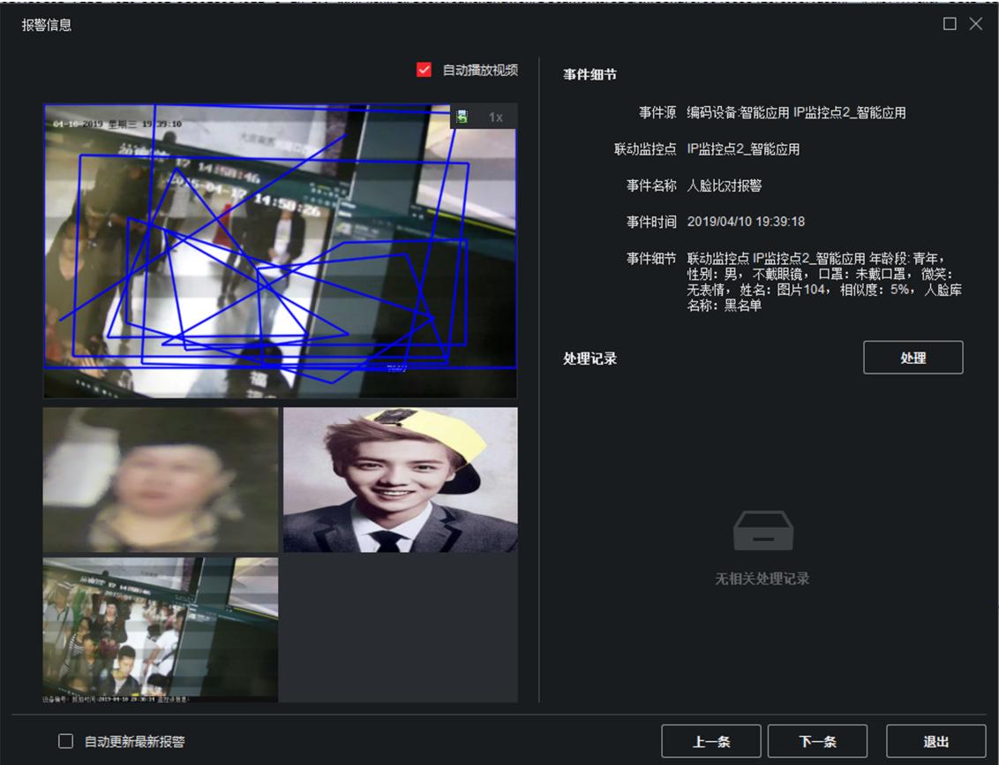 报警信息
自动播放视频
04-10-2019 星期三 19:39:10
1x
17 14:58:46
14:58:26
事件细节
事件源 编码设备:智能应用 IP监控点2_智能应用
联动监控点 IP监控点2_智能应用
事件名称 人脸比对报警
事件时间 2019/04/10 19:39:18
事件细节 联动监控点 IP监控点2_智能应用 年龄段: 青年，
性别：男，不戴眼镜，口罩：未戴口罩，微笑：
无表情，姓名：图片104，相似度：5%，人脸库
名称：黑名单
处理记录
处理
无相关处理记录
自动更新最新报警
上一条
下一条
退出